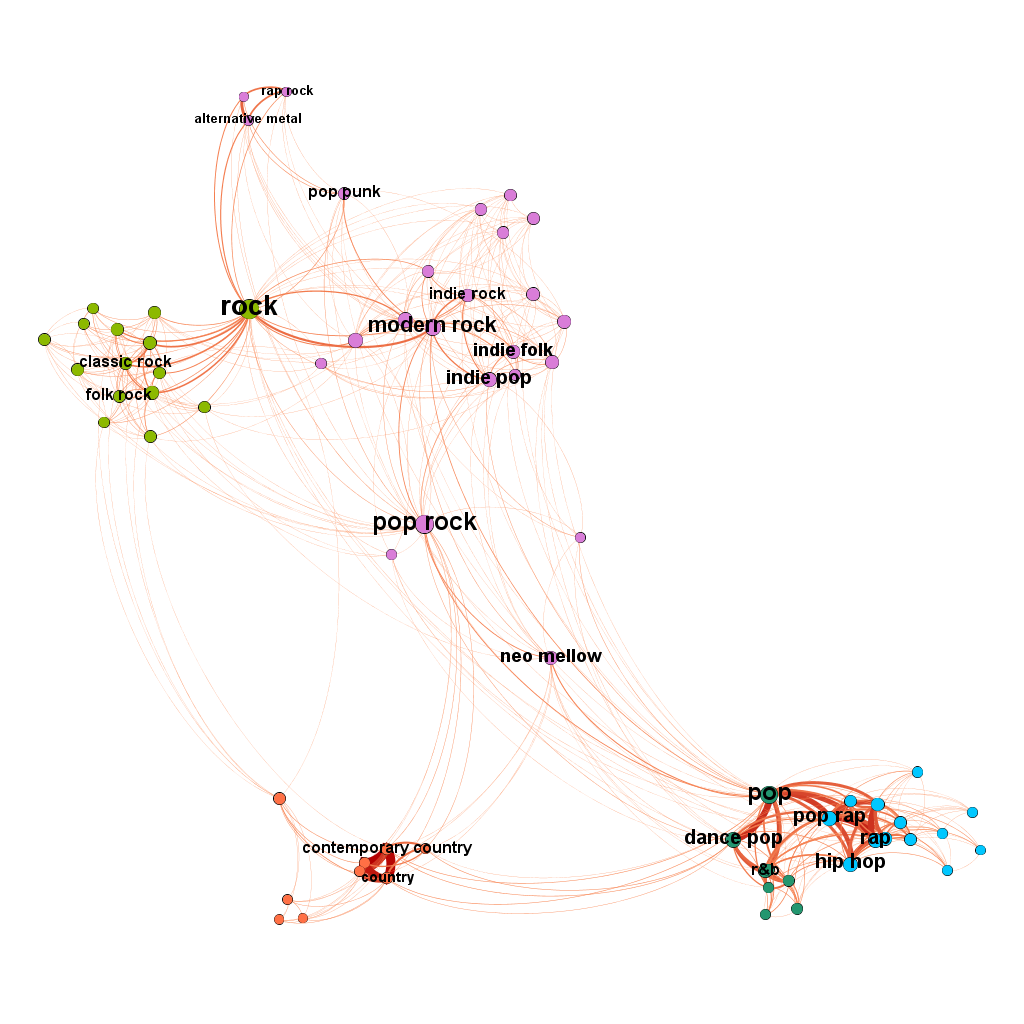 rap rock
alternative metal
pop punk
indie rock
rock
modern rock
indie folk
classic rock
indie pop
folk rock
pop rock
neo mellow
pop
pop rap
dance pop
rap
contemporary country
hip hop
r&b
country